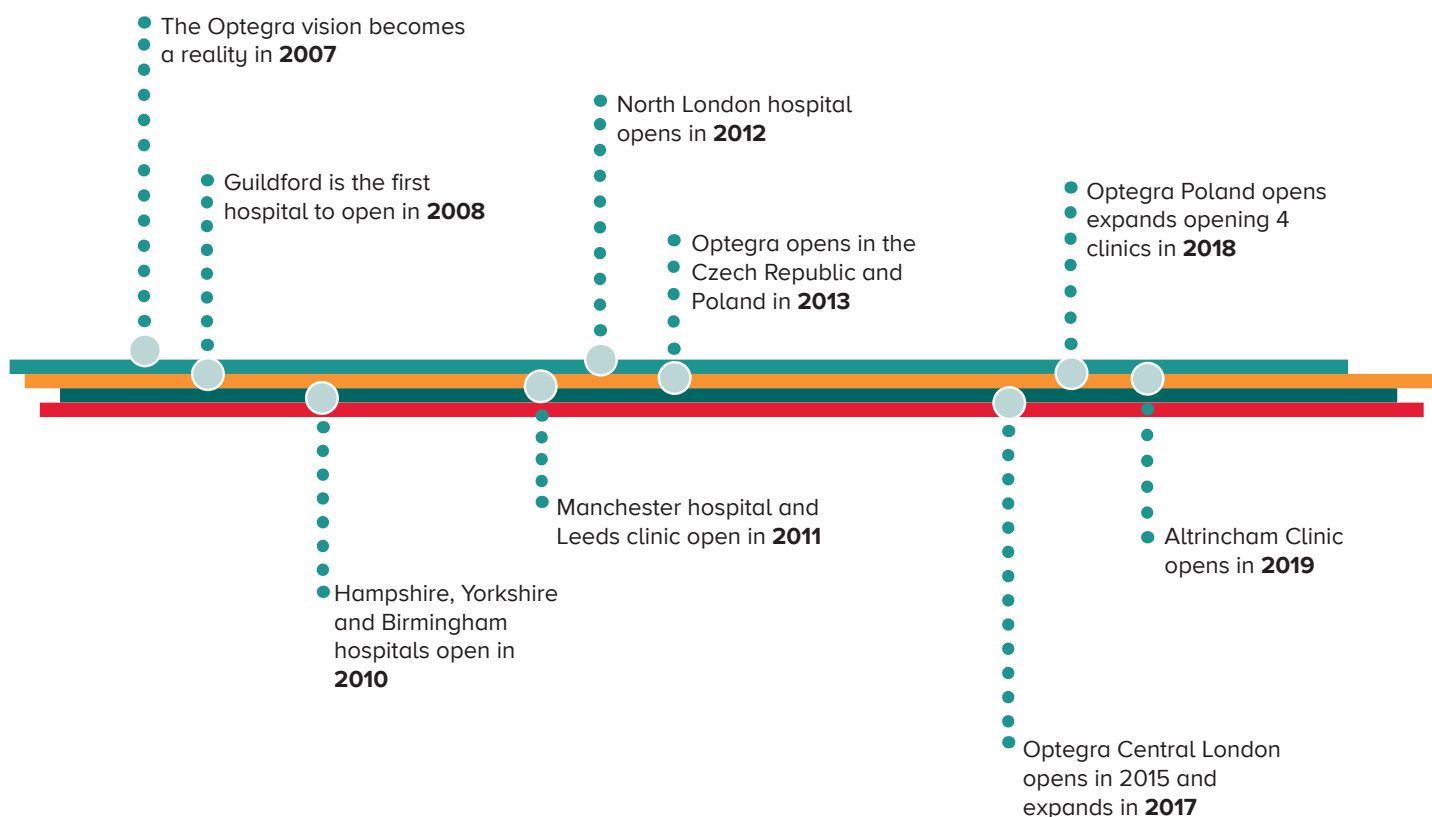 The Optegra vision becomes
a reality in 2007
Guildford is the first
hospital to open in 2008
Hampshire, Yorkshire
and Birmingham
hospitals open in
2010
Manchester hospital and
Leeds clinic open in 2011
North London hospital
opens in 2012
Optegra opens in the
Czech Republic and
Poland in 2013
Optegra Central London
opens in 2015 and
expands in 2017
Optegra Poland opens
expands opening 4
clinics in 2018
Altrincham Clinic
opens in 2019